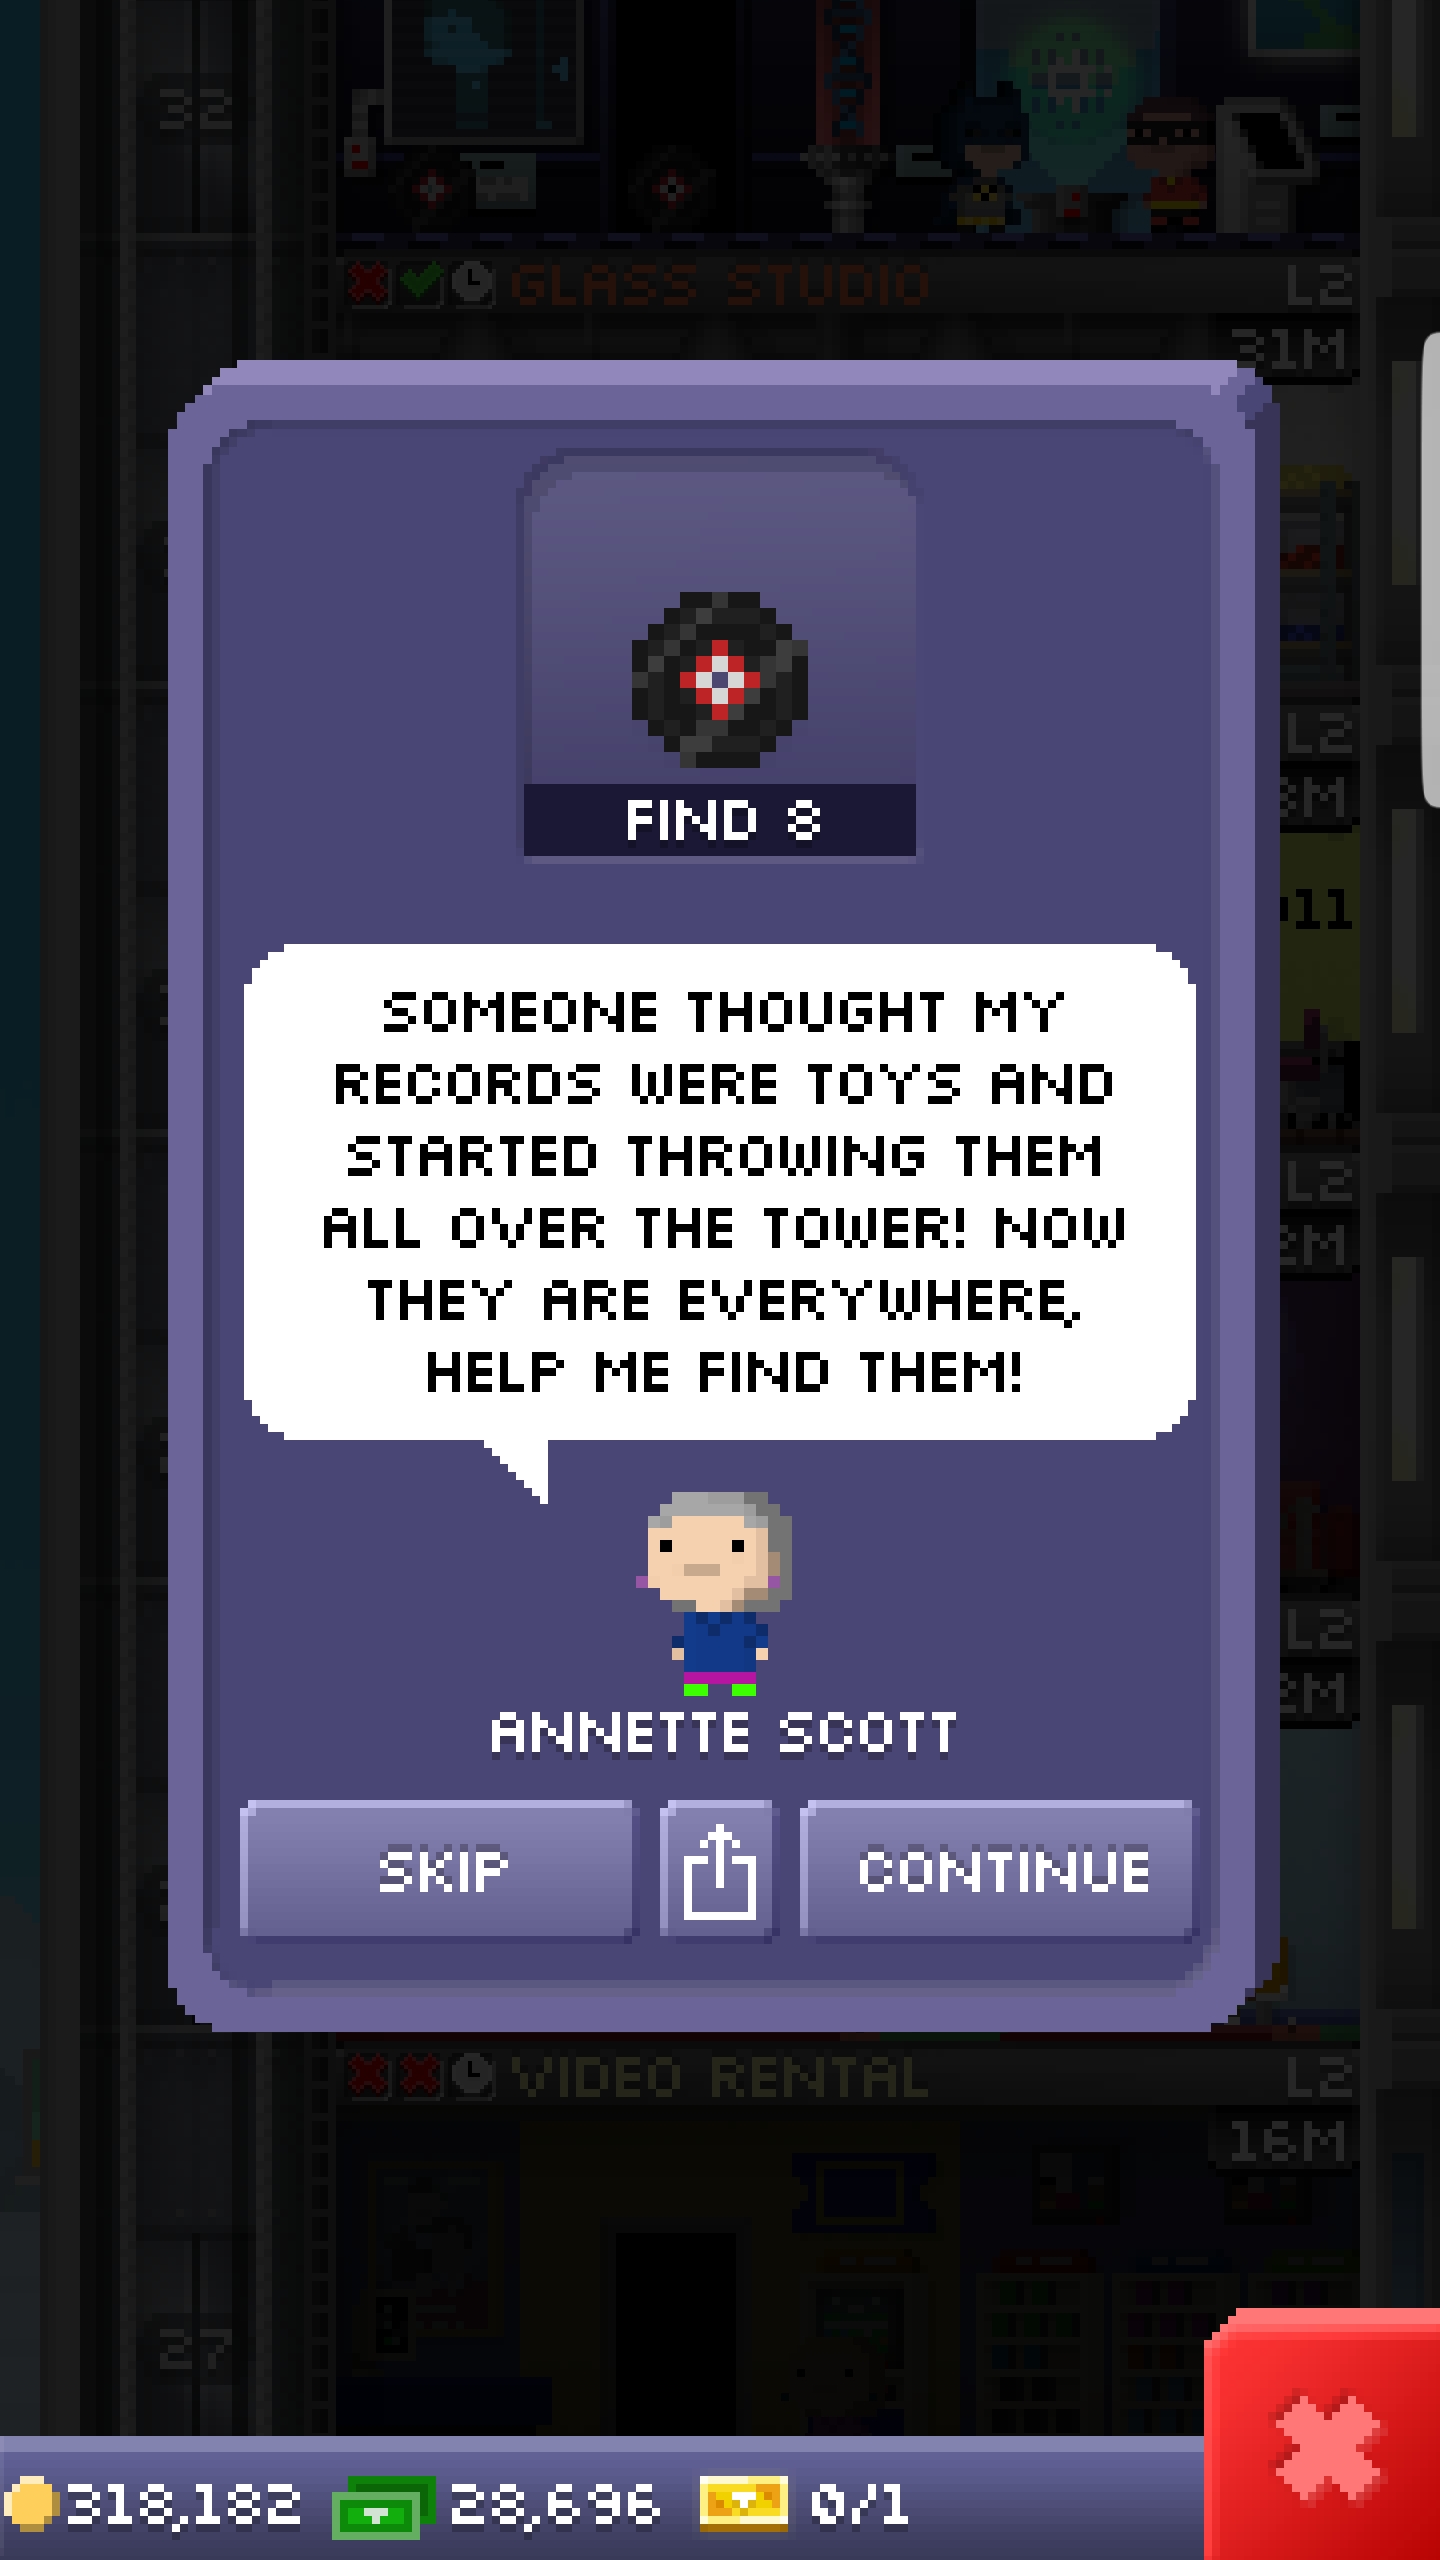 32
GLASS STUDIO L2
31M
FIND 8
L2
011
SOMEONE THOUGHT MY
RECORDS WERE TOYS AND
STARTED THROWING THEM
ALL OVER THE TOWER! NOW
THEY ARE EVERYWHERE,
HELP ME FIND THEM!
L2
2M
L2
2M
ANNETTE SCOTT
SKIP
CONTINUE
VIDEO RENTAL L2
16M
27
318,182
28,696
0/1